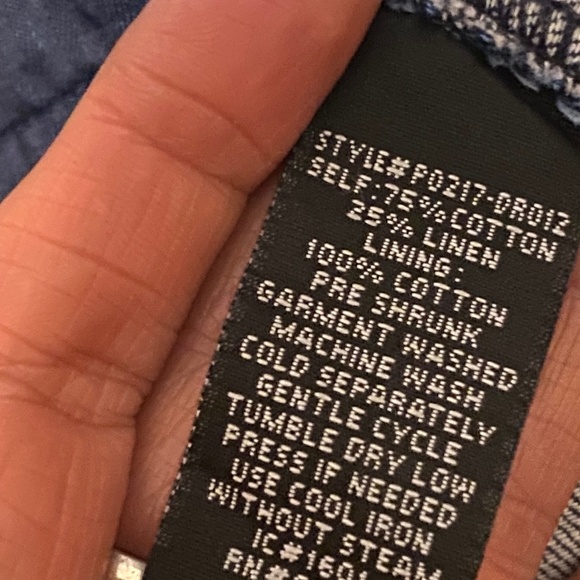 STYLE#P0217-DR012
SELF:75%COTTON
25% LINEN
LINING:
100% COTTON
PRE SHRUNK
GARMENT WASHED
MACHINE WASH
COLD SEPARATELY
GENTLE CYCLE
TUMBLE DRY LOW
PRESS IF NEEDED
USE COOL IRON
WITHOUT STEAM